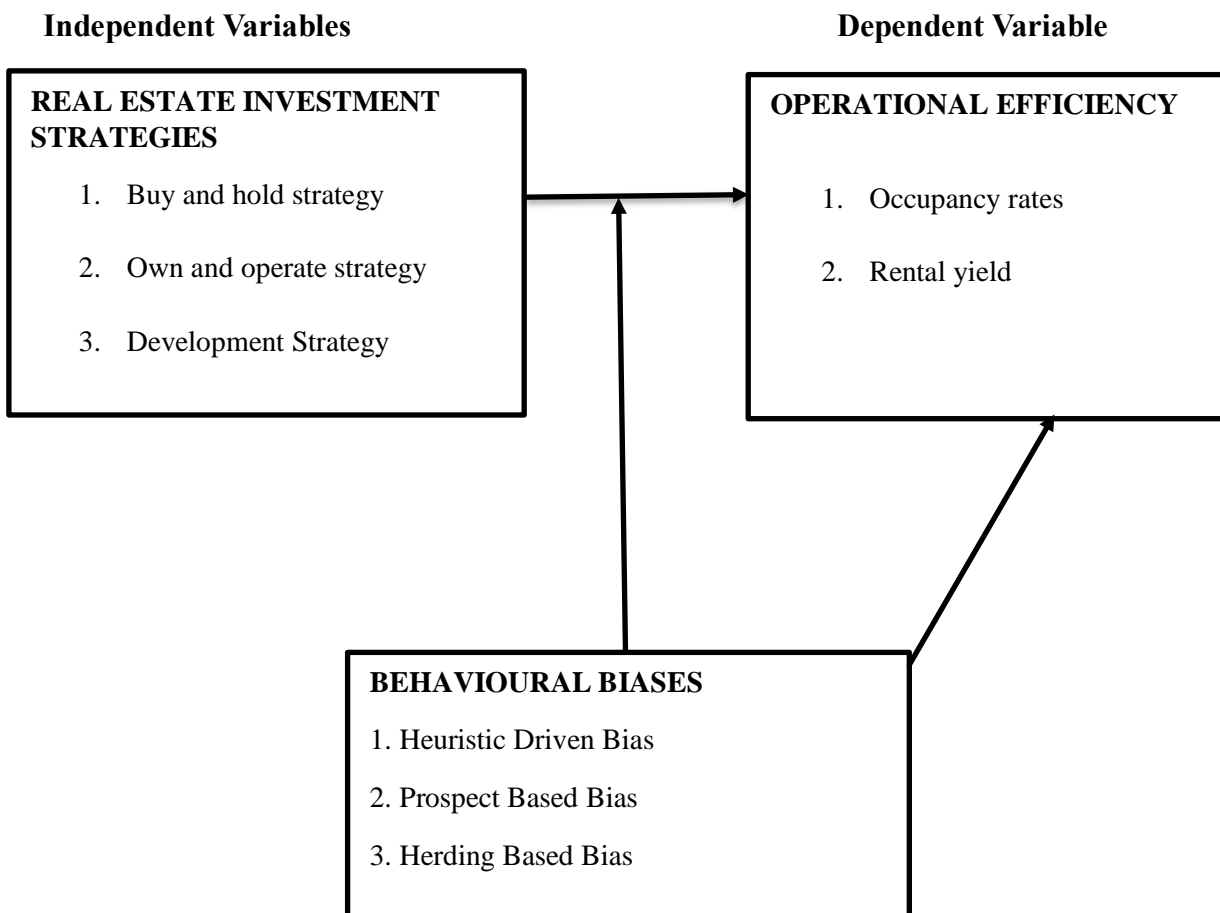 Independent Variables
Dependent Variable
REAL ESTATE INVESTMENT
STRATEGIES
1. Buy and hold strategy
2. Own and operate strategy
3. Development Strategy
OPERATIONAL EFFICIENCY
1. Occupancy rates
2. Rental yield
BEHAVIOURAL BIASES
1. Heuristic Driven Bias
2. Prospect Based Bias
3. Herding Based Bias